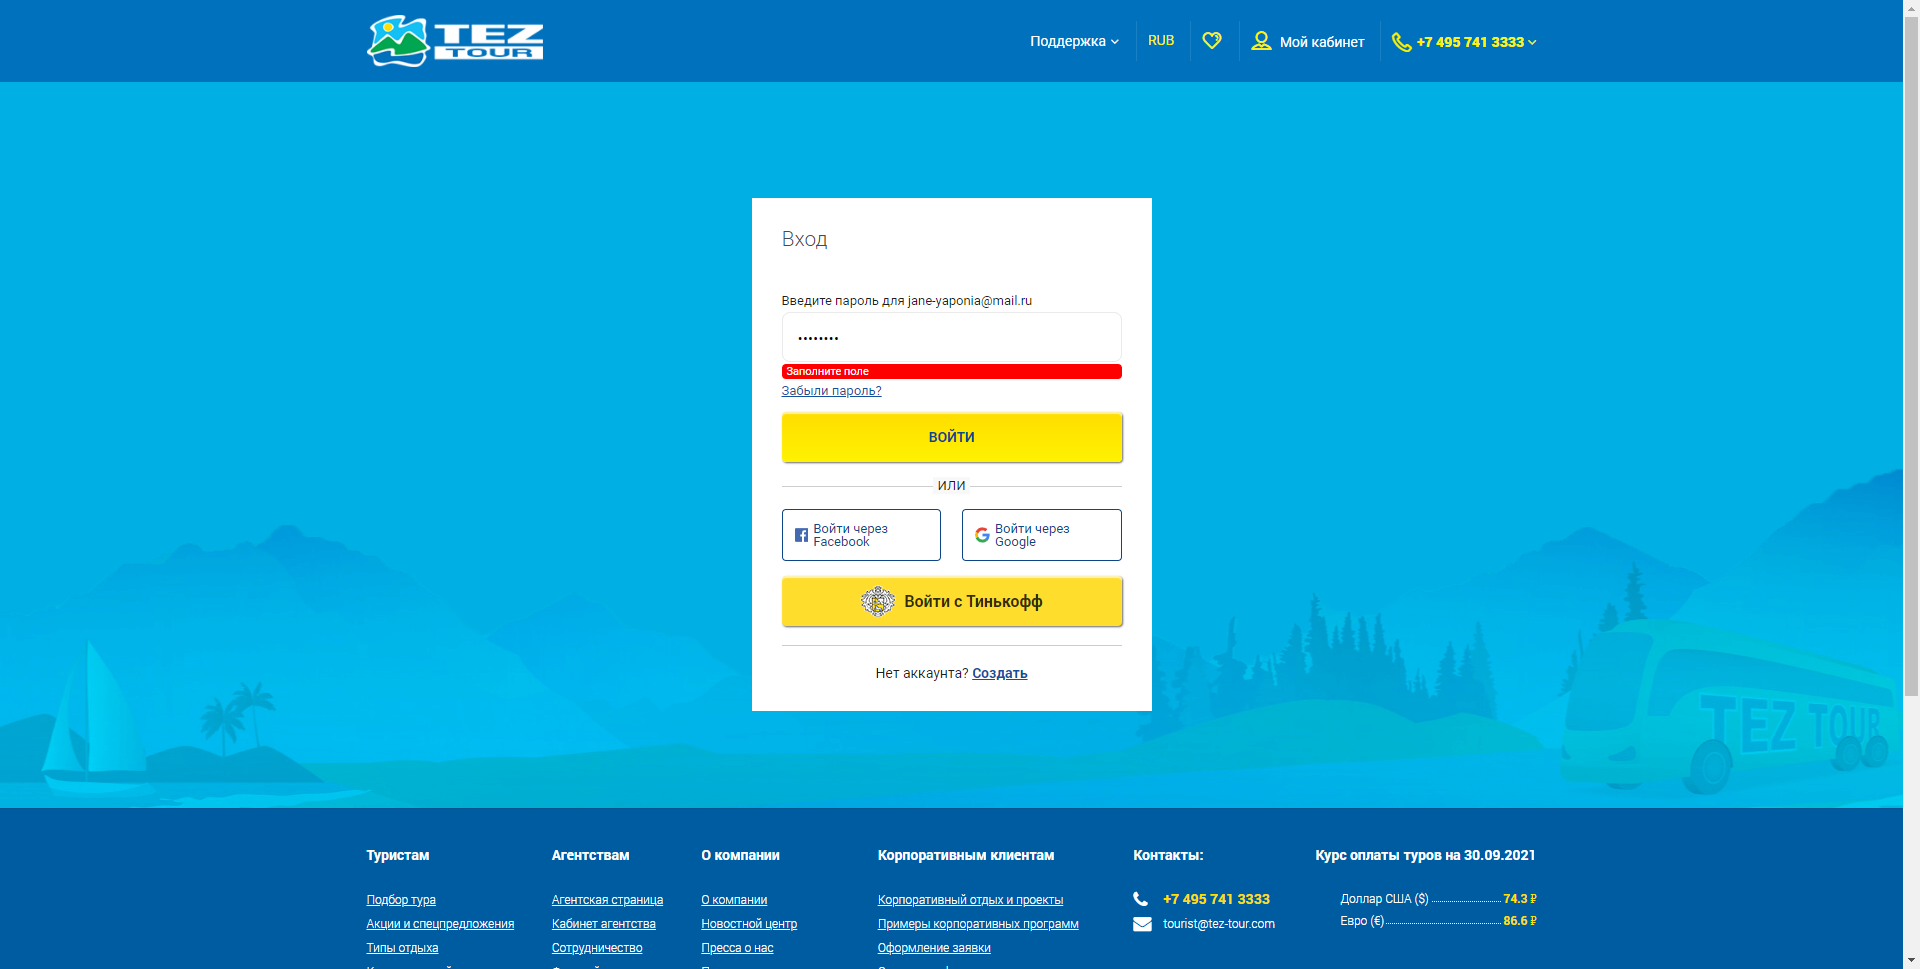 TEZ
TOUR
Поддержка
RUB
Мой кабинет
+7 495 741 3333
Вход
Введите пароль для jane-yaponia@mail.ru
Заполните поле
Забыли пароль?
ВОЙТИ
ИЛИ
Войти через
Facebook
Войти через
Google
Войти с Тинькофф
Нет аккаунта? Создать
TEZ TOUR
Туристам
Подбор тура
Акции и спецпредложения
Типы отдыха
Агентствам
Агентская страница
Кабинет агентства
Сотрудничество
О компании
О компании
Новостной центр
Пресса о нас
Корпоративным клиентам
Корпоративный отдых и проекты
Примеры корпоративных программ
Оформление заявки
Контакты:
+7 495 741 3333
tourist@tez-tour.com
Курс оплаты туров на 30.09.2021
Доллар США ($) 74.3 ₽
Евро (€) 86.6 ₽